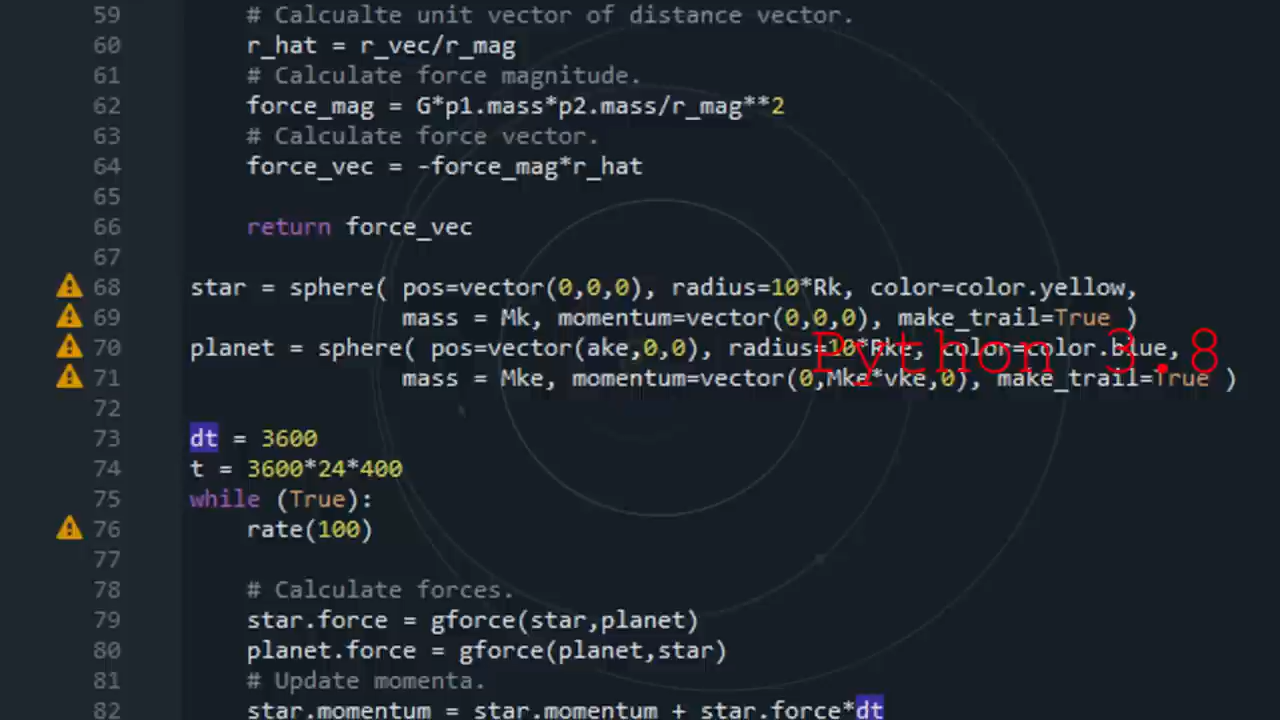 59 # Calcualte unit vector of distance vector.
60 r_hat = r_vec/r_mag
61 # Calculate force magnitude.
62 force_mag = G*p1.mass*p2.mass/r_mag**2
63 # Calculate force vector.
64 force_vec = -force_mag*r_hat
65
66 return force_vec
67
68 star = sphere( pos=vector(0,0,0), radius=10*Rk, color=color.yellow,
69 mass = Mk, momentum=vector(0,0,0), make_trail=True )
70 planet = sphere( pos=vector(ake,0,0), radius=10*Rke, color=color.blue,
Python 3.8
71 mass = Mke, momentum=vector(0,Mke*vke,0), make_trail=True )
72
73 dt = 3600
74 t = 3600*24*400
75 while (True):
76 rate(100)
77
78 # Calculate forces.
79 star.force = gforce(star,planet)
80 planet.force = gforce(planet,star)
81 # Update momenta.
82 star.momentum = star.momentum + star.force*dt